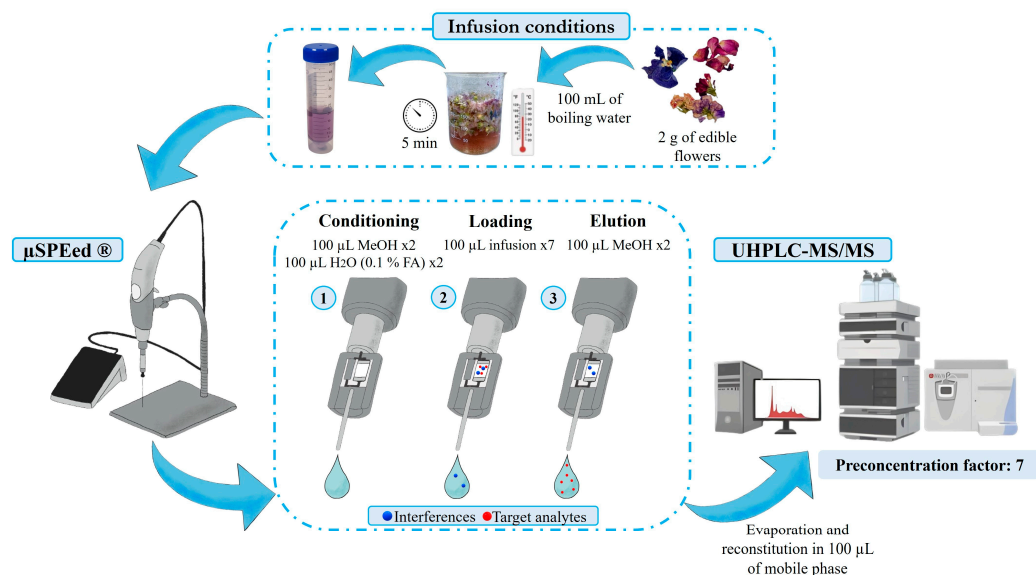 Infusion conditions
100 mL of
boiling water
5 min
2 g of edible
flowers
°F
°C
µSPEed ®
Conditioning
100 µL MeOH x2
100 µL H2O (0.1 % FA) x2
Loading
100 µL infusion x7
Elution
100 µL MeOH x2
1
2
3
Interferences
Target analytes
UHPLC-MS/MS
Preconcentration factor: 7
Evaporation and
reconstitution in 100 µL
of mobile phase